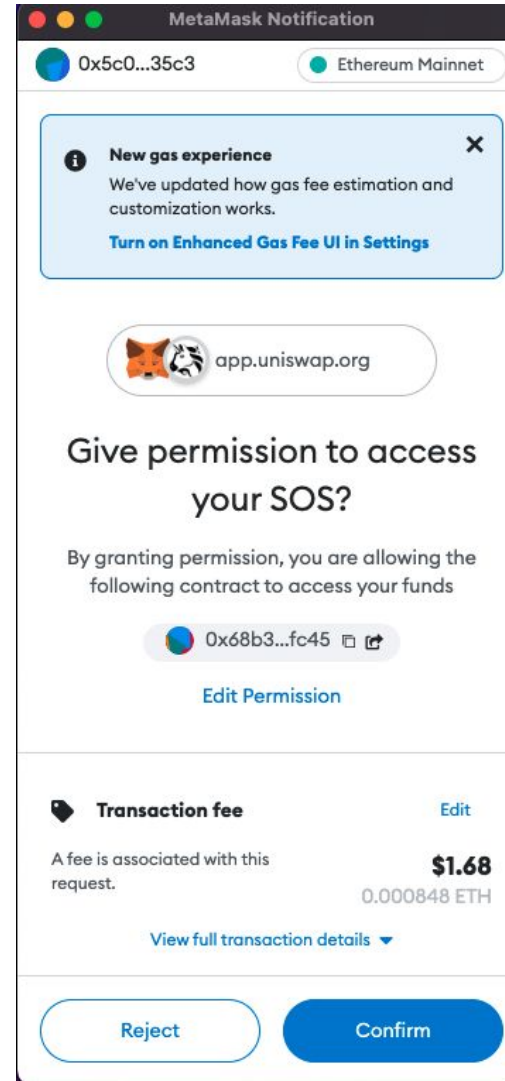 MetaMask Notification
0x5c0...35c3
Ethereum Mainnet
New gas experience
We've updated how gas fee estimation and
customization works.
Turn on Enhanced Gas Fee UI in Settings
app.uniswap.org
Give permission to access
your SOS?
By granting permission, you are allowing the
following contract to access your funds
0x68b3...fc45
Edit Permission
Transaction fee
Edit
A fee is associated with this
request.
$1.68
0.000848 ETH
View full transaction details
Reject
Confirm